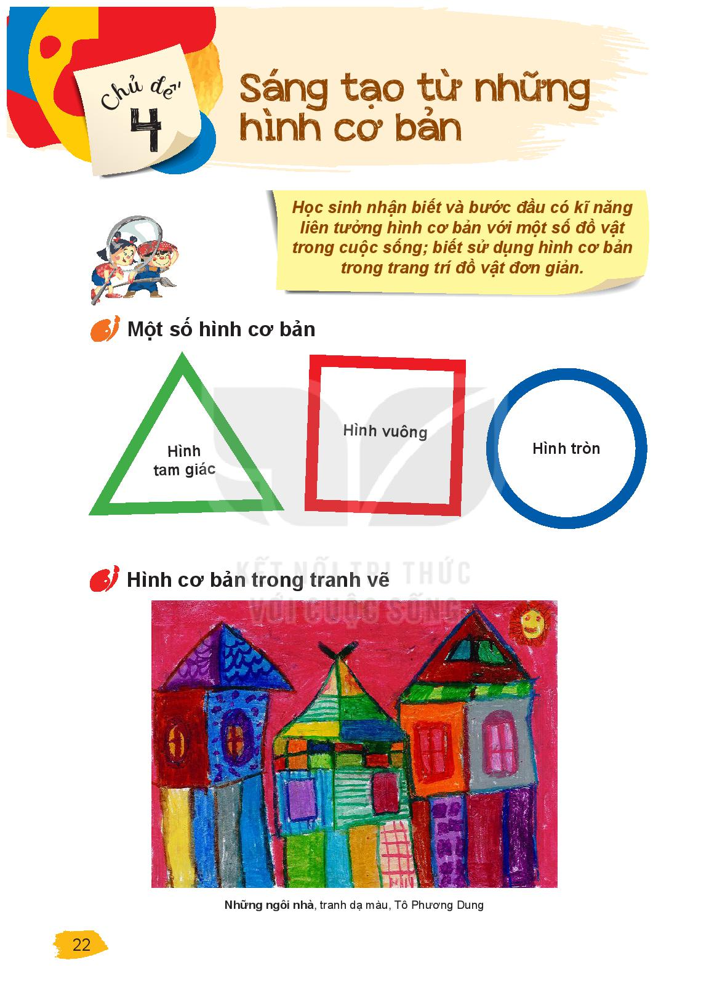 Chủ đề
4
Sáng tạo từ những
hình cơ bản
Học sinh nhận biết và bước đầu có kĩ năng
liên tưởng hình cơ bản với một số đồ vật
trong cuộc sống; biết sử dụng hình cơ bản
trong trang trí đồ vật đơn giản.
Một số hình cơ bản
Hình
tam giác
Hình vuông
Hình tròn
KẾT NỐI TRI THỨC
VỚI CUỘC SỐNG
Hình cơ bản trong tranh vẽ
Những ngôi nhà, tranh dạ màu, Tô Phương Dung
22